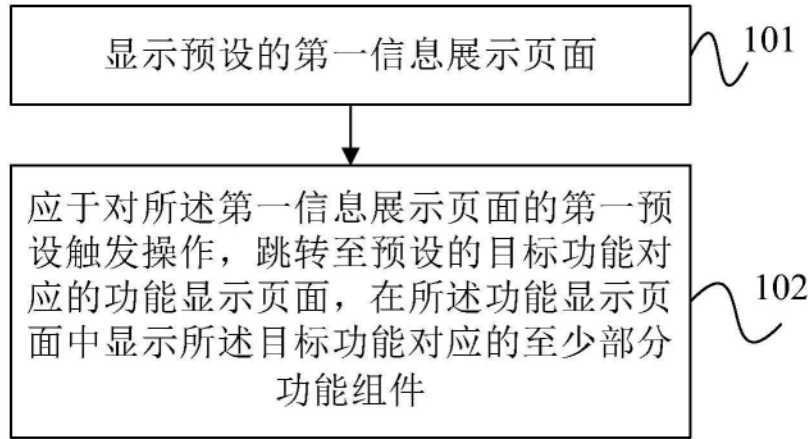 显示预设的第一信息展示页面
101
应于对所述第一信息展示页面的第一预
设触发操作，跳转至预设的目标功能对
应的功能显示页面，在所述功能显示页
面中显示所述目标功能对应的至少部分
功能组件
102